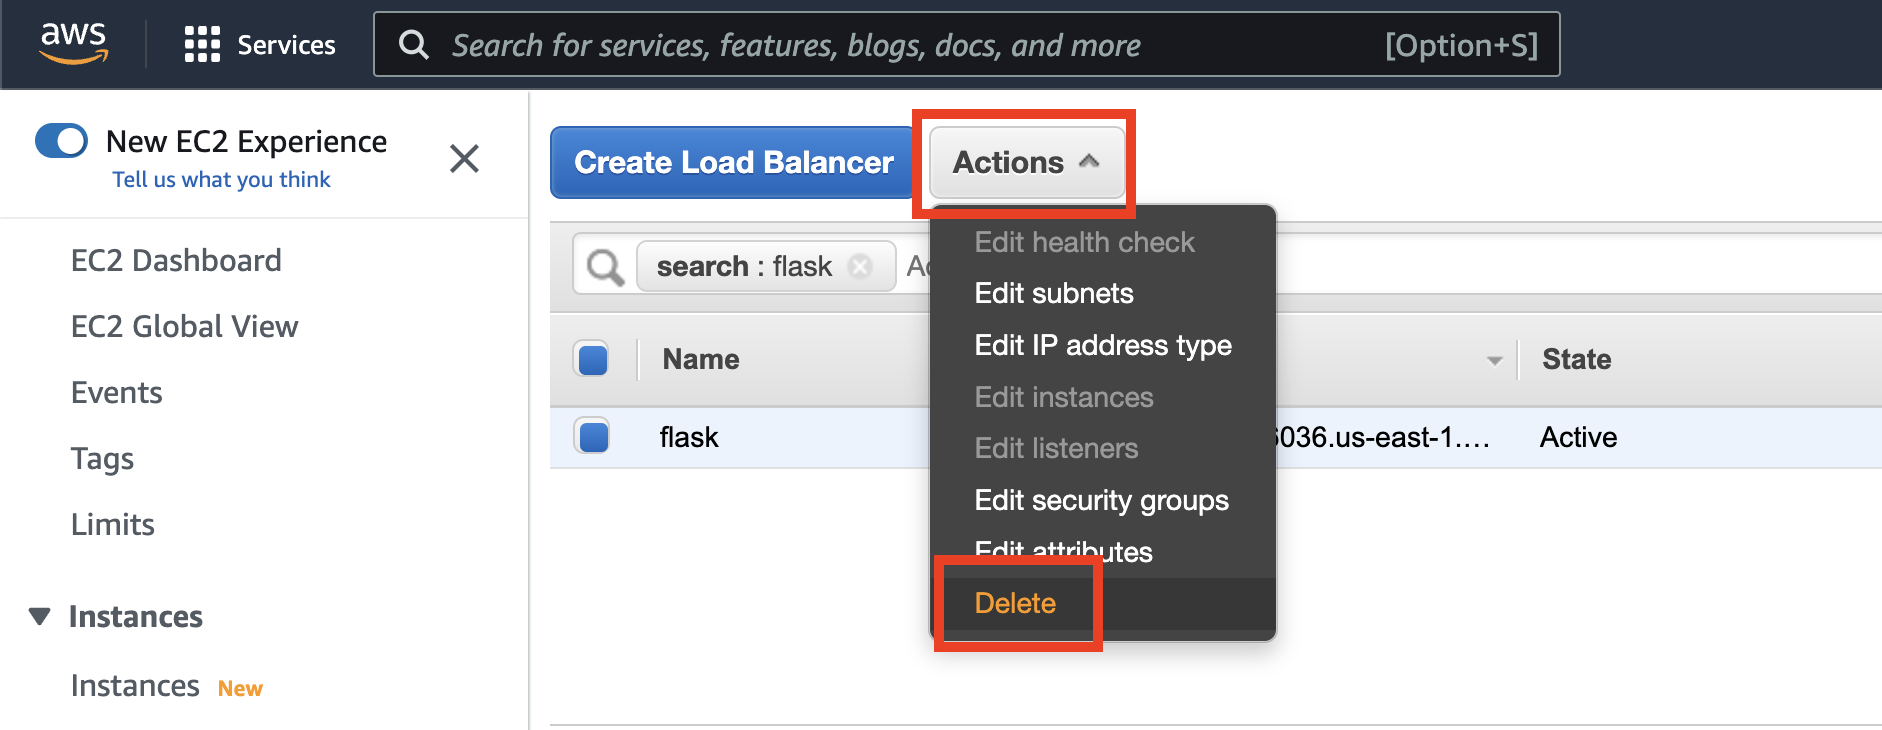 aws
Services
Search for services, features, blogs, docs, and more
[Option+S]
New EC2 Experience
Tell us what you think
EC2 Dashboard
EC2 Global View
Events
Tags
Limits
Instances
Instances New
Create Load Balancer
Actions
search : flask
Name
State
flask
6036.us-east-1....
Active
Edit health check
Edit subnets
Edit IP address type
Edit instances
Edit listeners
Edit security groups
Edit attributes
Delete